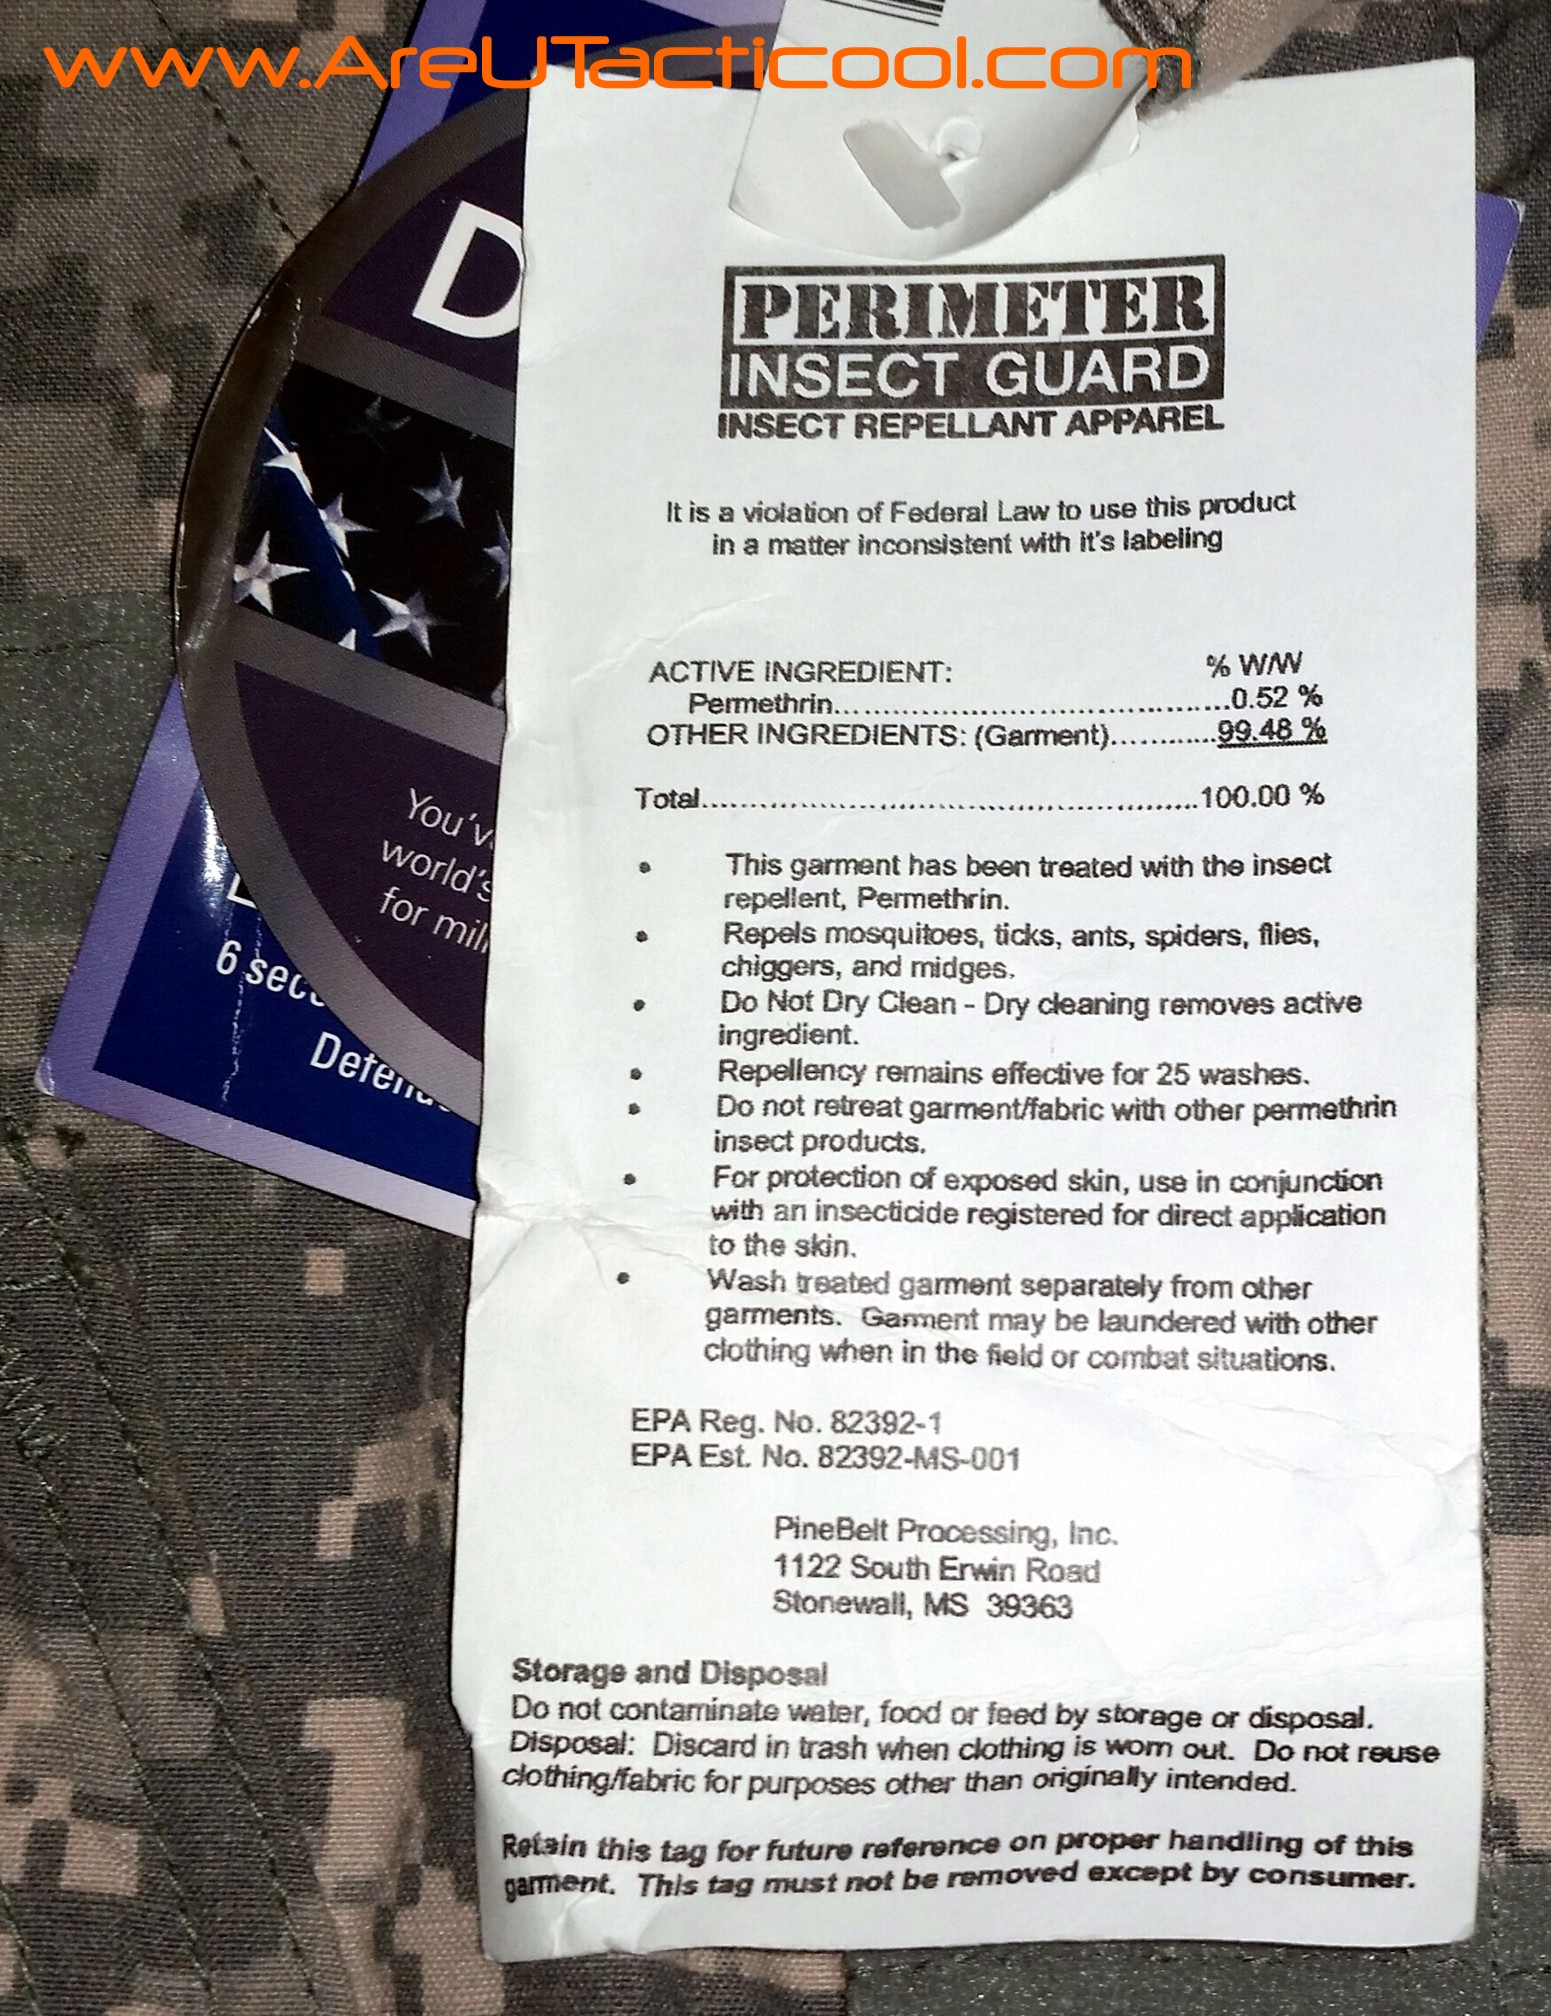 www.AreUTacticool.com
D
You'v
world's
for mili
6 sec
PERIMETER
INSECT GUARD
INSECT REPELLANT APPAREL
It is a violation of Federal Law to use this product
in a matter inconsistent with it's labeling
ACTIVE INGREDIENT: % W/W
Permethrin........................................0.52 %
OTHER INGREDIENTS: (Garment)............99.48 %
Total..................................................100.00 %
• This garment has been treated with the insect
repellent, Permethrin.
• Repels mosquitoes, ticks, ants, spiders, flies,
chiggers, and midges.
• Do Not Dry Clean - Dry cleaning removes active
ingredient.
• Repellency remains effective for 25 washes.
• Do not retreat garment/fabric with other permethrin
insect products.
• For protection of exposed skin, use in conjunction
with an insecticide registered for direct application
to the skin.
• Wash treated garment separately from other
garments. Garment may be laundered with other
clothing when in the field or combat situations.
EPA Reg. No. 82392-1
EPA Est. No. 82392-MS-001
PineBelt Processing, Inc.
1122 South Erwin Road
Stonewall, MS 39363
Storage and Disposal
Do not contaminate water, food or feed by storage or disposal.
Disposal: Discard in trash when clothing is worn out. Do not reuse
clothing/fabric for purposes other than originally intended.
Retain this tag for future reference on proper handling of this
garment. This tag must not be removed except by consumer.